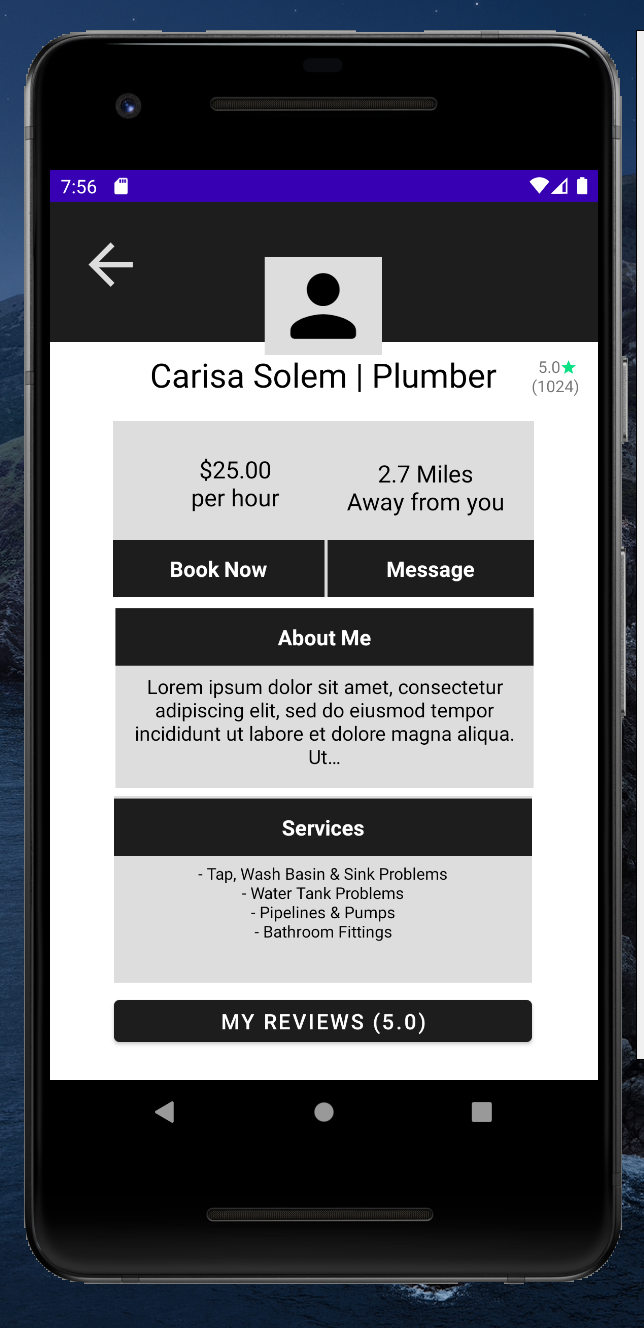 7:56
Carisa Solem | Plumber
5.0★
(1024)
$25.00
per hour
2.7 Miles
Away from you
Book Now
Message
About Me
Lorem ipsum dolor sit amet, consectetur
adipiscing elit, sed do eiusmod tempor
incididunt ut labore et dolore magna aliqua.
Ut...
Services
- Tap, Wash Basin & Sink Problems
- Water Tank Problems
- Pipelines & Pumps
- Bathroom Fittings
MY REVIEWS (5.0)